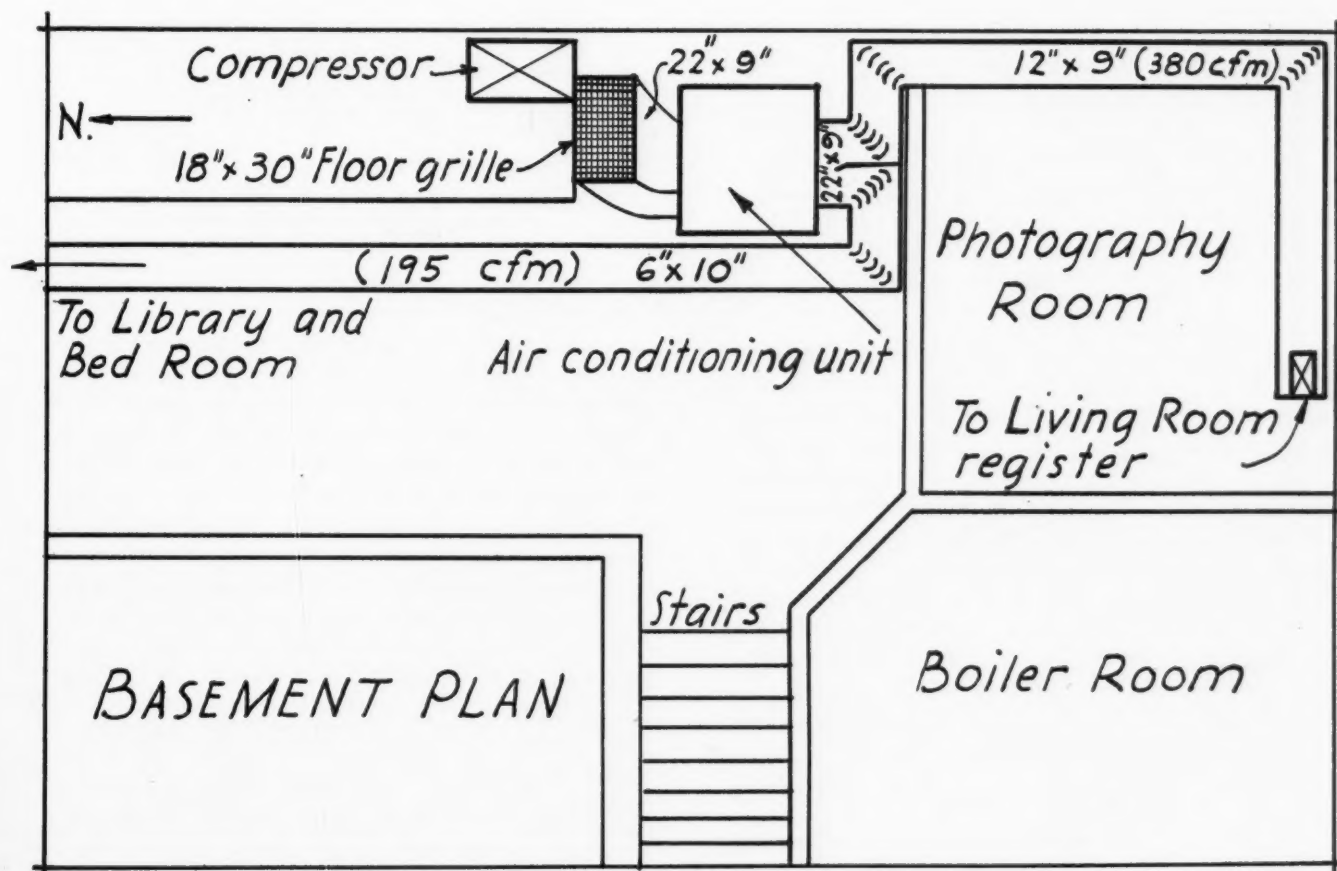 Compressor
22"x 9"
12"x 9" (380 cfm)
N.
18"x 30" Floor grille
22"x 9"
Photography
Room
(195 cfm) 6"x 10"
To Library and
Bed Room
Air conditioning unit
To Living Room
register
Stairs
BASEMENT PLAN
Boiler Room